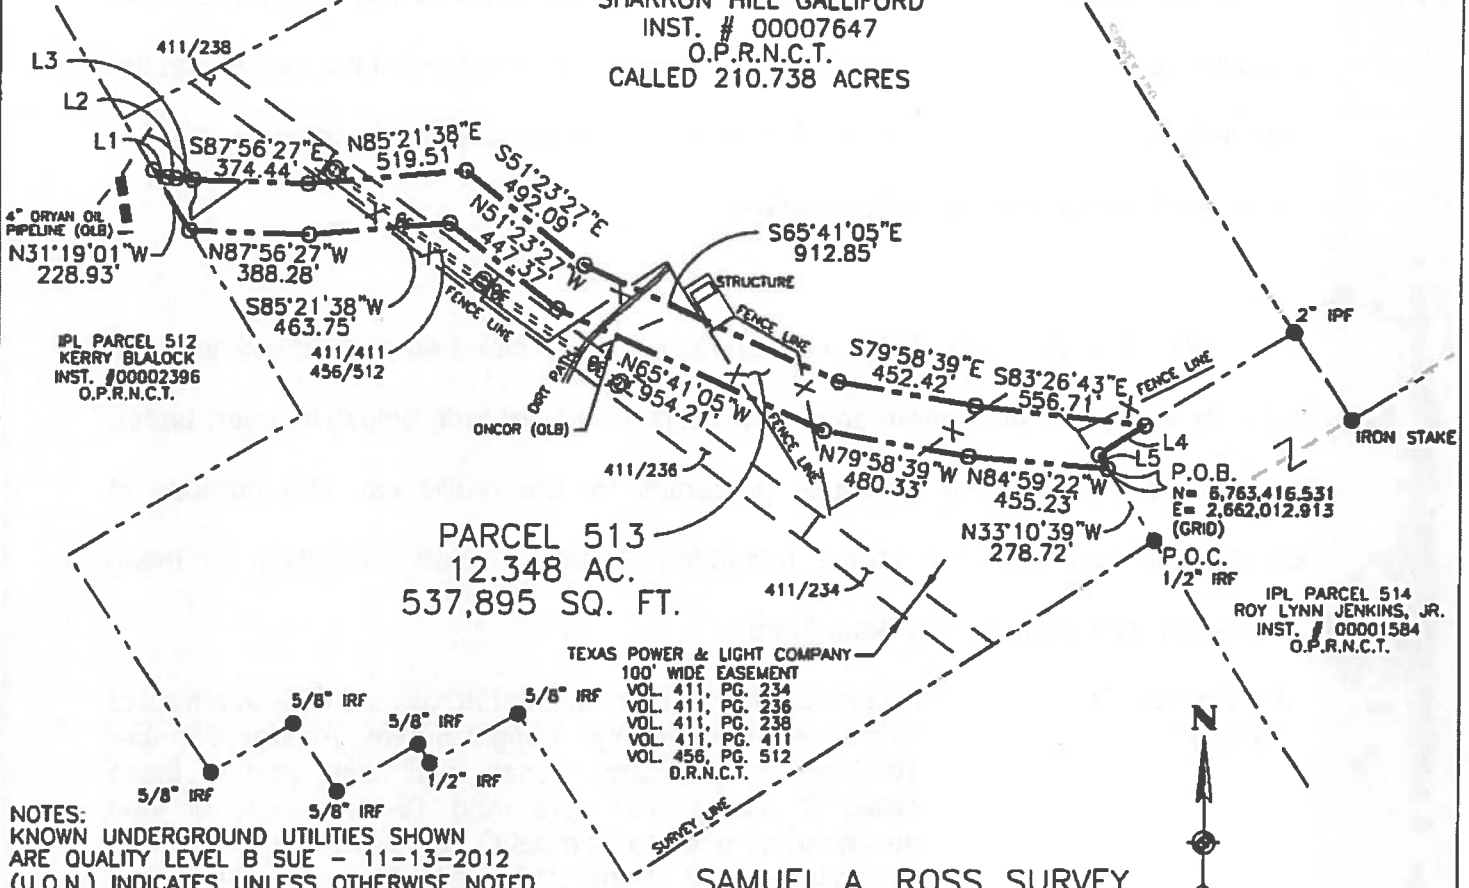 SHARRON HILL GALLIFORD
INST. # 00007647
O.P.R.N.C.T.
CALLED 210.738 ACRES
411/238
L3
L2
L1
S87°56'27"E
374.44'
N85°21'38"E
519.51'
S51°23'27"E
492.09'
N51°23'27"W
447.37'
S65°41'05"E
912.85'
STRUCTURE
4" ORYAN OIL
PIPELINE (OLB)
N31°19'01"W
228.93'
N87°56'27"W
388.28'
S85°21'38"W
463.75'
411/411
456/512
FENCE LINE
FENCE LINE
2" IPF
IPL PARCEL 512
KERRY BLALOCK
INST. #00002396
O.P.R.N.C.T.
S79°58'39"E
452.42'
S83°26'43"E
556.71'
FENCE LINE
DIRT PATH
N65°41'05"W
954.21'
ONCOR (OLB)
FENCE LINE
IRON STAKE
L4
L5
P.O.B.
N= 6,763,416.531
E= 2,662,012.913
(GRID)
411/236
N79°58'39"W
480.33'
N84°59'22"W
455.23'
N33°10'39"W
278.72'
PARCEL 513
12.348 AC.
537,895 SQ. FT.
P.O.C.
1/2" IRF
411/234
IPL PARCEL 514
ROY LYNN JENKINS, JR.
INST. # 00001584
O.P.R.N.C.T.
TEXAS POWER & LIGHT COMPANY
100' WIDE EASEMENT
VOL. 411, PG. 234
VOL. 411, PG. 236
VOL. 411, PG. 238
VOL. 411, PG. 411
VOL. 456, PG. 512
D.R.N.C.T.
5/8" IRF
5/8" IRF
5/8" IRF
5/8" IRF
1/2" IRF
5/8" IRF
N
SURVEY LINE
NOTES:
KNOWN UNDERGROUND UTILITIES SHOWN
ARE QUALITY LEVEL B SUE - 11-13-2012
(U.O.N.) INDICATES UNLESS OTHERWISE NOTED
SAMUEL A. ROSS SURVEY